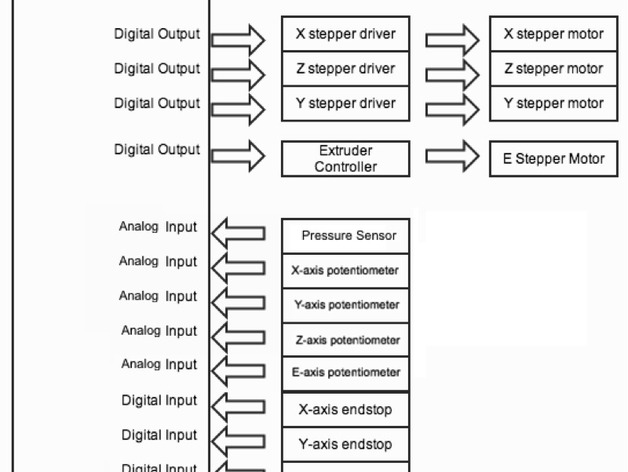 Digital Output X stepper driver X stepper motor
Digital Output Z stepper driver Z stepper motor
Digital Output Y stepper driver Y stepper motor
Digital Output Extruder Controller E Stepper Motor
Analog Input Pressure Sensor
Analog Input X-axis potentiometer
Analog Input Y-axis potentiometer
Analog Input Z-axis potentiometer
Analog Input E-axis potentiometer
Digital Input X-axis endstop
Digital Input Y-axis endstop
Digital Input